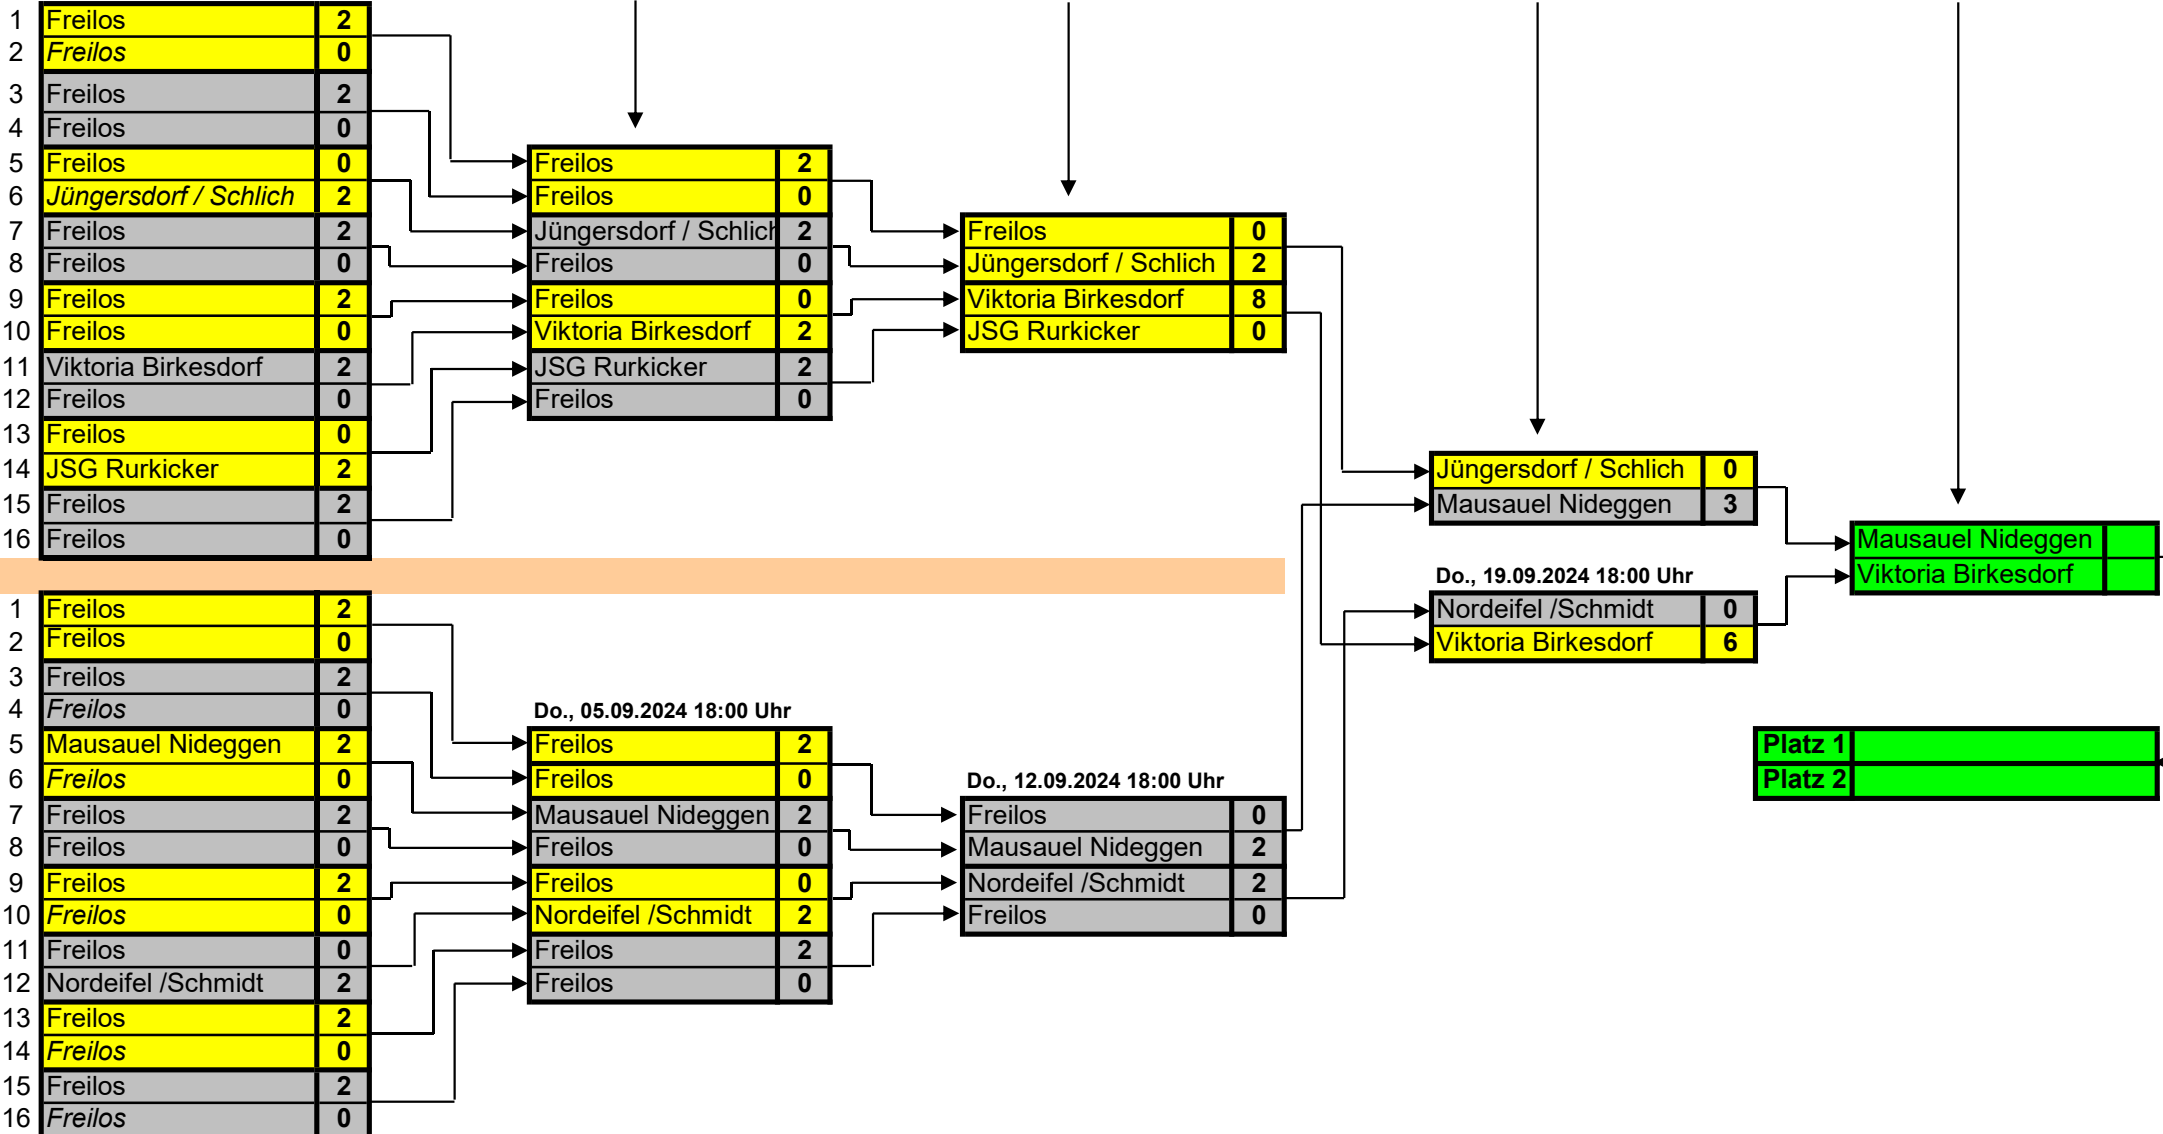 1 Freilos 2
2 Freilos 0
3 Freilos 2
4 Freilos 0
5 Freilos 0
6 Jüngersdorf / Schlich 2
7 Freilos 2
8 Freilos 0
9 Freilos 2
10 Freilos 0
11 Viktoria Birkesdorf 2
12 Freilos 0
13 Freilos 0
14 JSG Rurkicker 2
15 Freilos 2
16 Freilos 0
Freilos 2
Freilos 0
Jüngersdorf / Schlich 2
Freilos 0
Freilos 0
Viktoria Birkesdorf 2
JSG Rurkicker 2
Freilos 0
Freilos 0
Jüngersdorf / Schlich 2
Viktoria Birkesdorf 8
JSG Rurkicker 0
1 Freilos 2
2 Freilos 0
3 Freilos 2
4 Freilos 0
5 Mausauel Nideggen 2
6 Freilos 0
7 Freilos 2
8 Freilos 0
9 Freilos 2
10 Freilos 0
11 Freilos 0
12 Nordeifel /Schmidt 2
13 Freilos 2
14 Freilos 0
15 Freilos 2
16 Freilos 0
Do., 05.09.2024 18:00 Uhr
Freilos 2
Freilos 0
Mausauel Nideggen 2
Freilos 0
Freilos 0
Nordeifel /Schmidt 2
Freilos 2
Freilos 0
Do., 12.09.2024 18:00 Uhr
Freilos 0
Mausauel Nideggen 2
Nordeifel /Schmidt 2
Freilos 0
Jüngersdorf / Schlich 0
Mausauel Nideggen 3
Do., 19.09.2024 18:00 Uhr
Nordeifel /Schmidt 0
Viktoria Birkesdorf 6
Mausauel Nideggen
Viktoria Birkesdorf
Platz 1
Platz 2